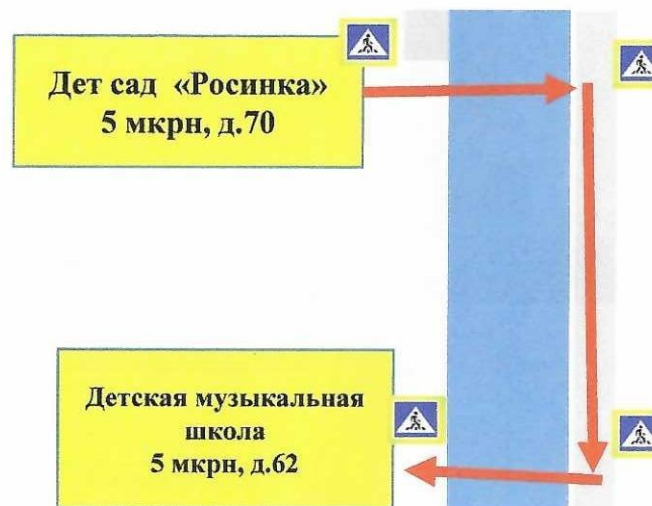 Дет сад «Росинка»
5 мкрн, д.70
Детская музыкальная
школа
5 мкрн, д.62